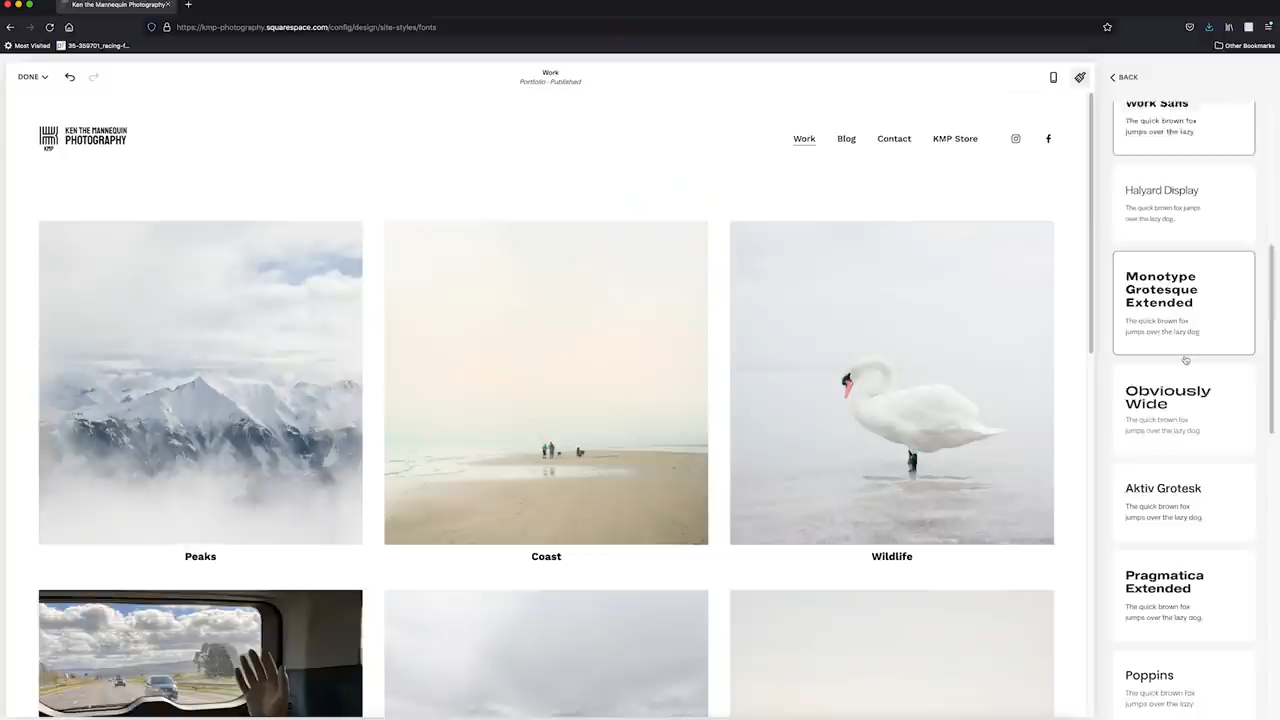 Ken the Mannequin Photography×
https://kmp-photography.squarespace.com/config/design/site-styles/fonts
Most Visited
35-359701_racing-f...
Other Bookmarks
DONE
Work
Portfolio · Published
BACK
KEN THE MANNEQUIN
PHOTOGRAPHY
KMP
Work
Blog
Contact
KMP Store
Peaks
Coast
Wildlife
Work Sans
The quick brown fox
jumps over the lazy
Halyard Display
The quick brown fox jumps
over the lazy dog.
Monotype
Grotesque
Extended
The quick brown fox
jumps over the lazy dog
Obviously
Wide
The quick brown fox
jumps over the lazy dog
Aktiv Grotesk
The quick brown fox
jumps over the lazy dog.
Pragmatica
Extended
The quick brown fox
jumps over the lazy dog.
Poppins
The quick brown fox
jumps over the lazy